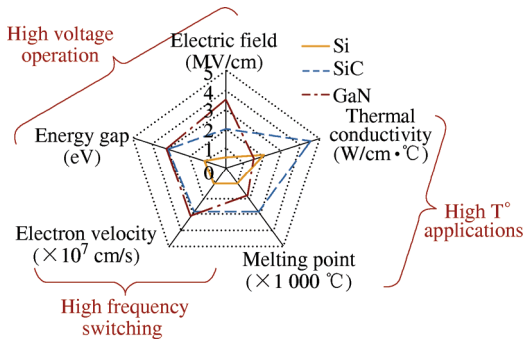 High voltage
operation
Electric field
(MV/cm)
Si
SiC
GaN
5
4
3
2
1
0
Thermal
conductivity
(W/cm•℃)
Energy gap
(eV)
High T°
applications
Electron velocity
(×10⁷ cm/s)
Melting point
(×1 000 ℃)
High frequency
switching